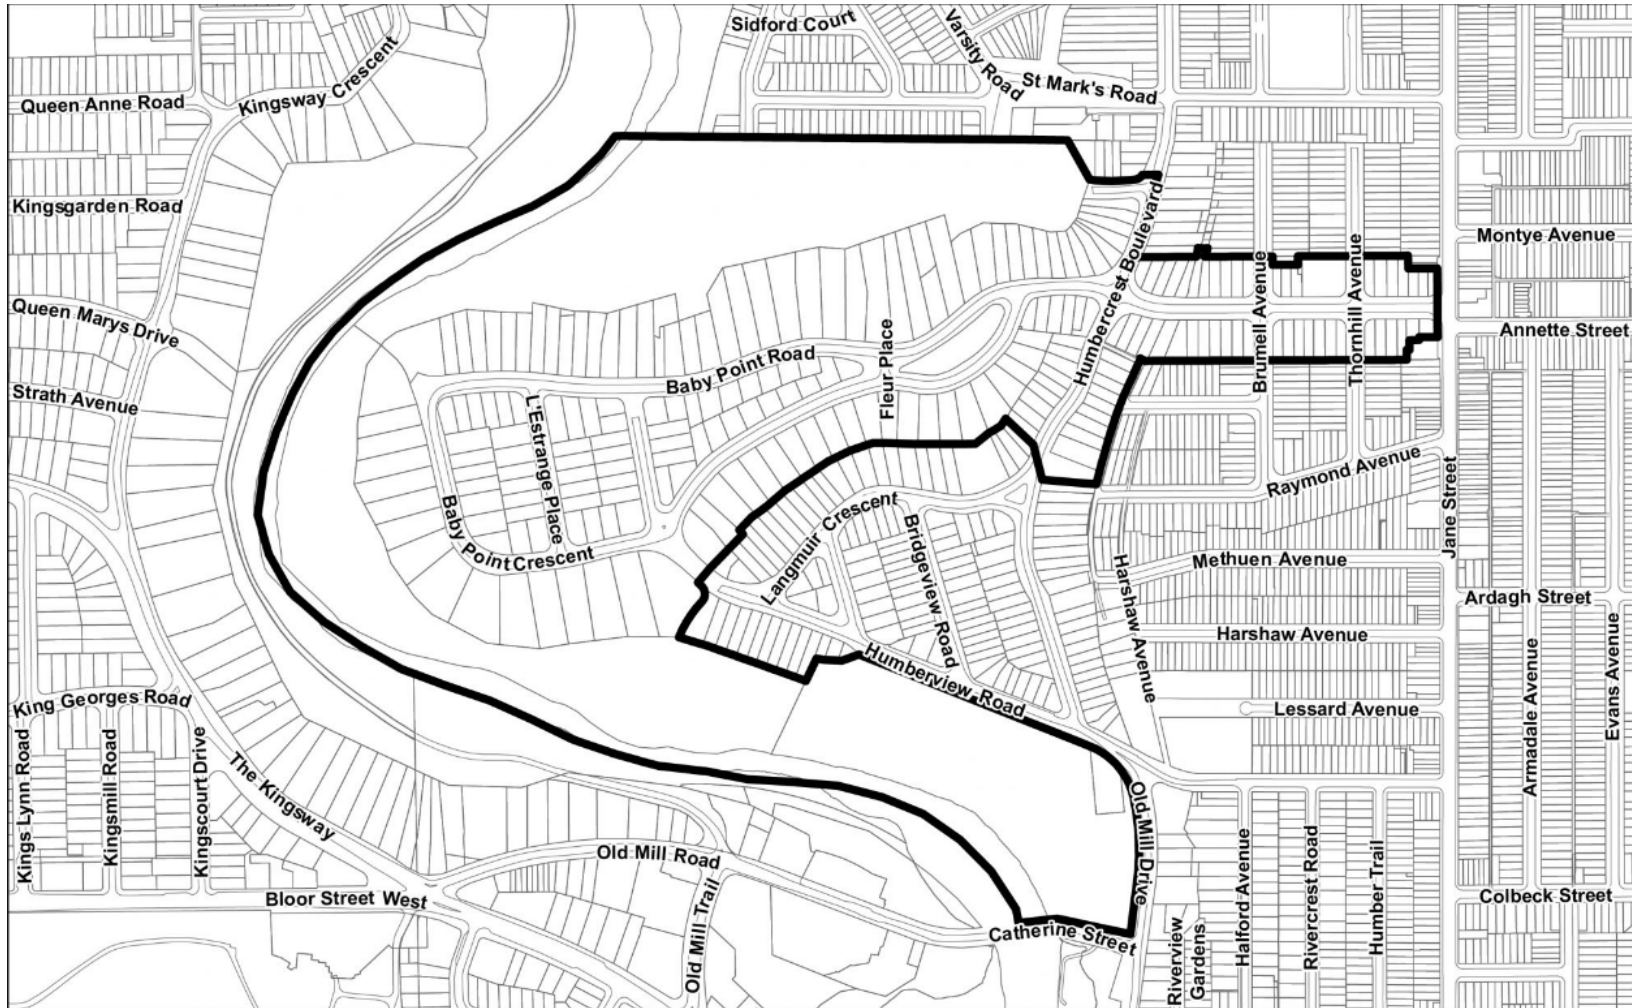 Sidford Court
Varsity Road
St Mark's Road
Queen Anne Road
Kingsway Crescent
Kingsgarden Road
Humbercrest Boulevard
Montye Avenue
Queen Marys Drive
Brumell Avenue
Thornhill Avenue
Annette Street
Fleur Place
Baby Point Road
Strath Avenue
L'Estrange Place
Raymond Avenue
Jane Street
Baby Point Crescent
Langmuir Crescent
Bridgeview Road
Methuen Avenue
Harshaw Avenue
Ardagh Street
Harshaw Avenue
Armadale Avenue
Evans Avenue
Humberview Road
King Georges Road
Lessard Avenue
Kings Lynn Road
Kingsmill Road
Kingscourt Drive
The Kingsway
Old Mill Drive
Old Mill Road
Halford Avenue
Rivercrest Road
Humber Trail
Bloor Street West
Old Mill Trail
Colbeck Street
Catherine Street
Riverview
Gardens